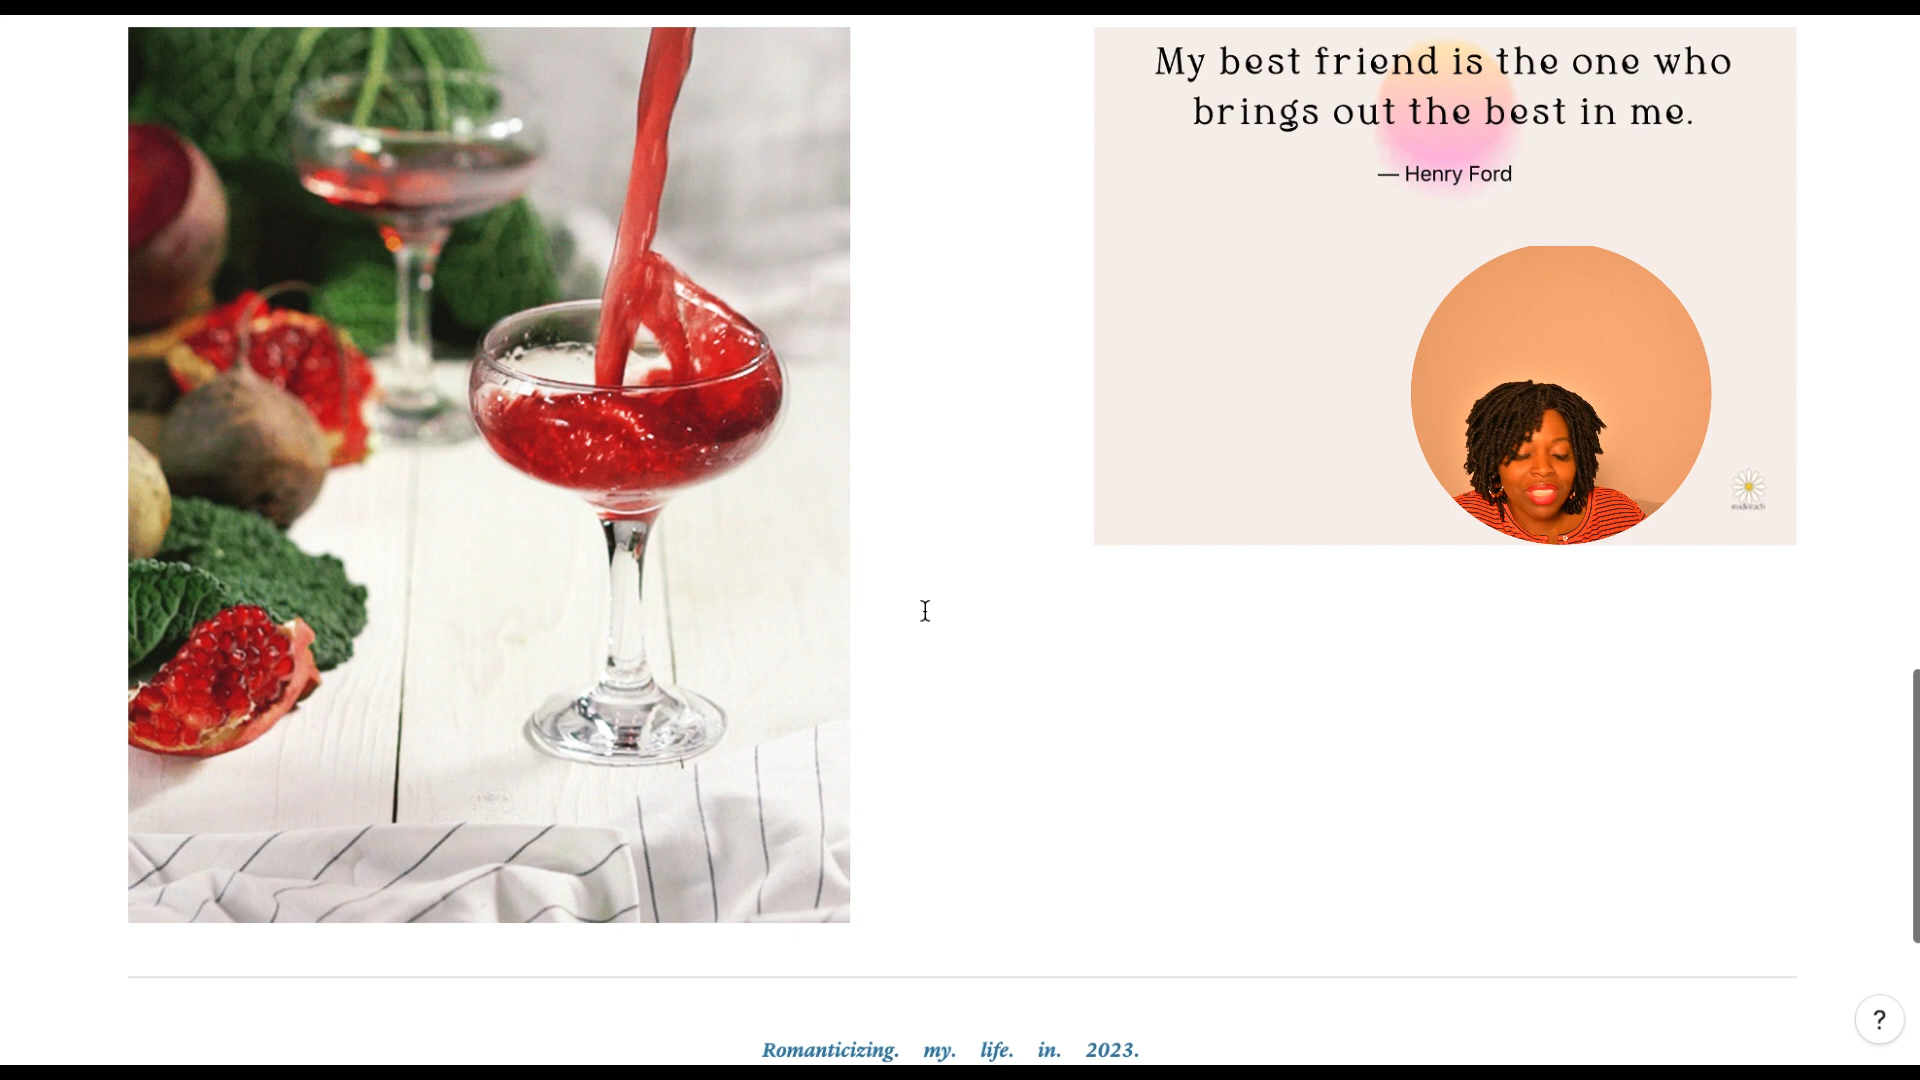 My best friend is the one who
brings out the best in me.
— Henry Ford
?
Romanticizing. my. life. in. 2023.